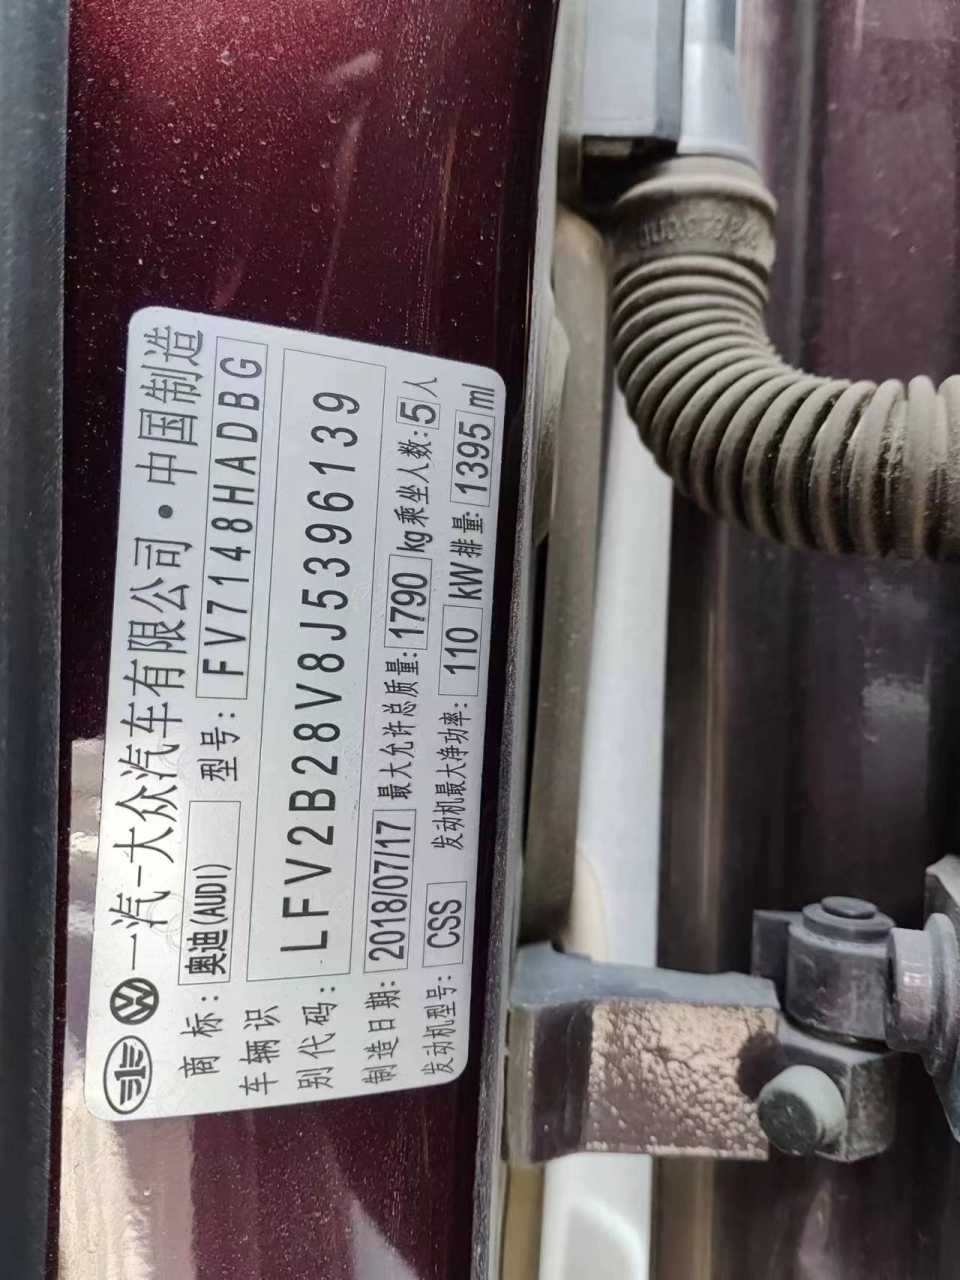 一汽-大众汽车有限公司·中国制造
商标: 奥迪(AUDI) 型号: FV7148HADBG
车辆识
别代码: LFV2B28V8J5396139
制造日期: 2018/07/17 最大允许总质量: 1790 kg 乘坐人数: 5 人
发动机型号: CSS 发动机最大净功率: 110 kW 排量: 1395 ml